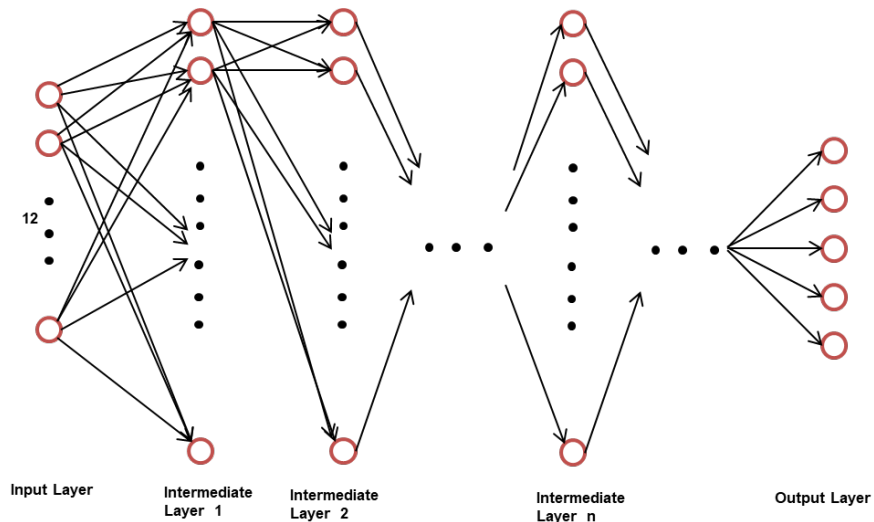 12
Input Layer
Intermediate
Layer 1
Intermediate
Layer 2
Intermediate
Layer n
Output Layer